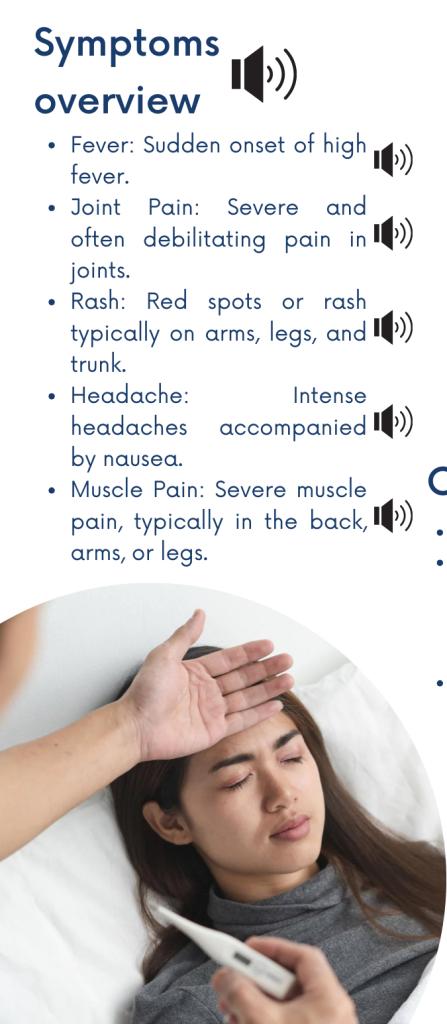 Symptoms
overview
• Fever: Sudden onset of high
fever.
• Joint Pain: Severe and
often debilitating pain in
joints.
• Rash: Red spots or rash
typically on arms, legs, and
trunk.
• Headache: Intense
headaches accompanied
by nausea.
• Muscle Pain: Severe muscle
pain, typically in the back,
arms, or legs.